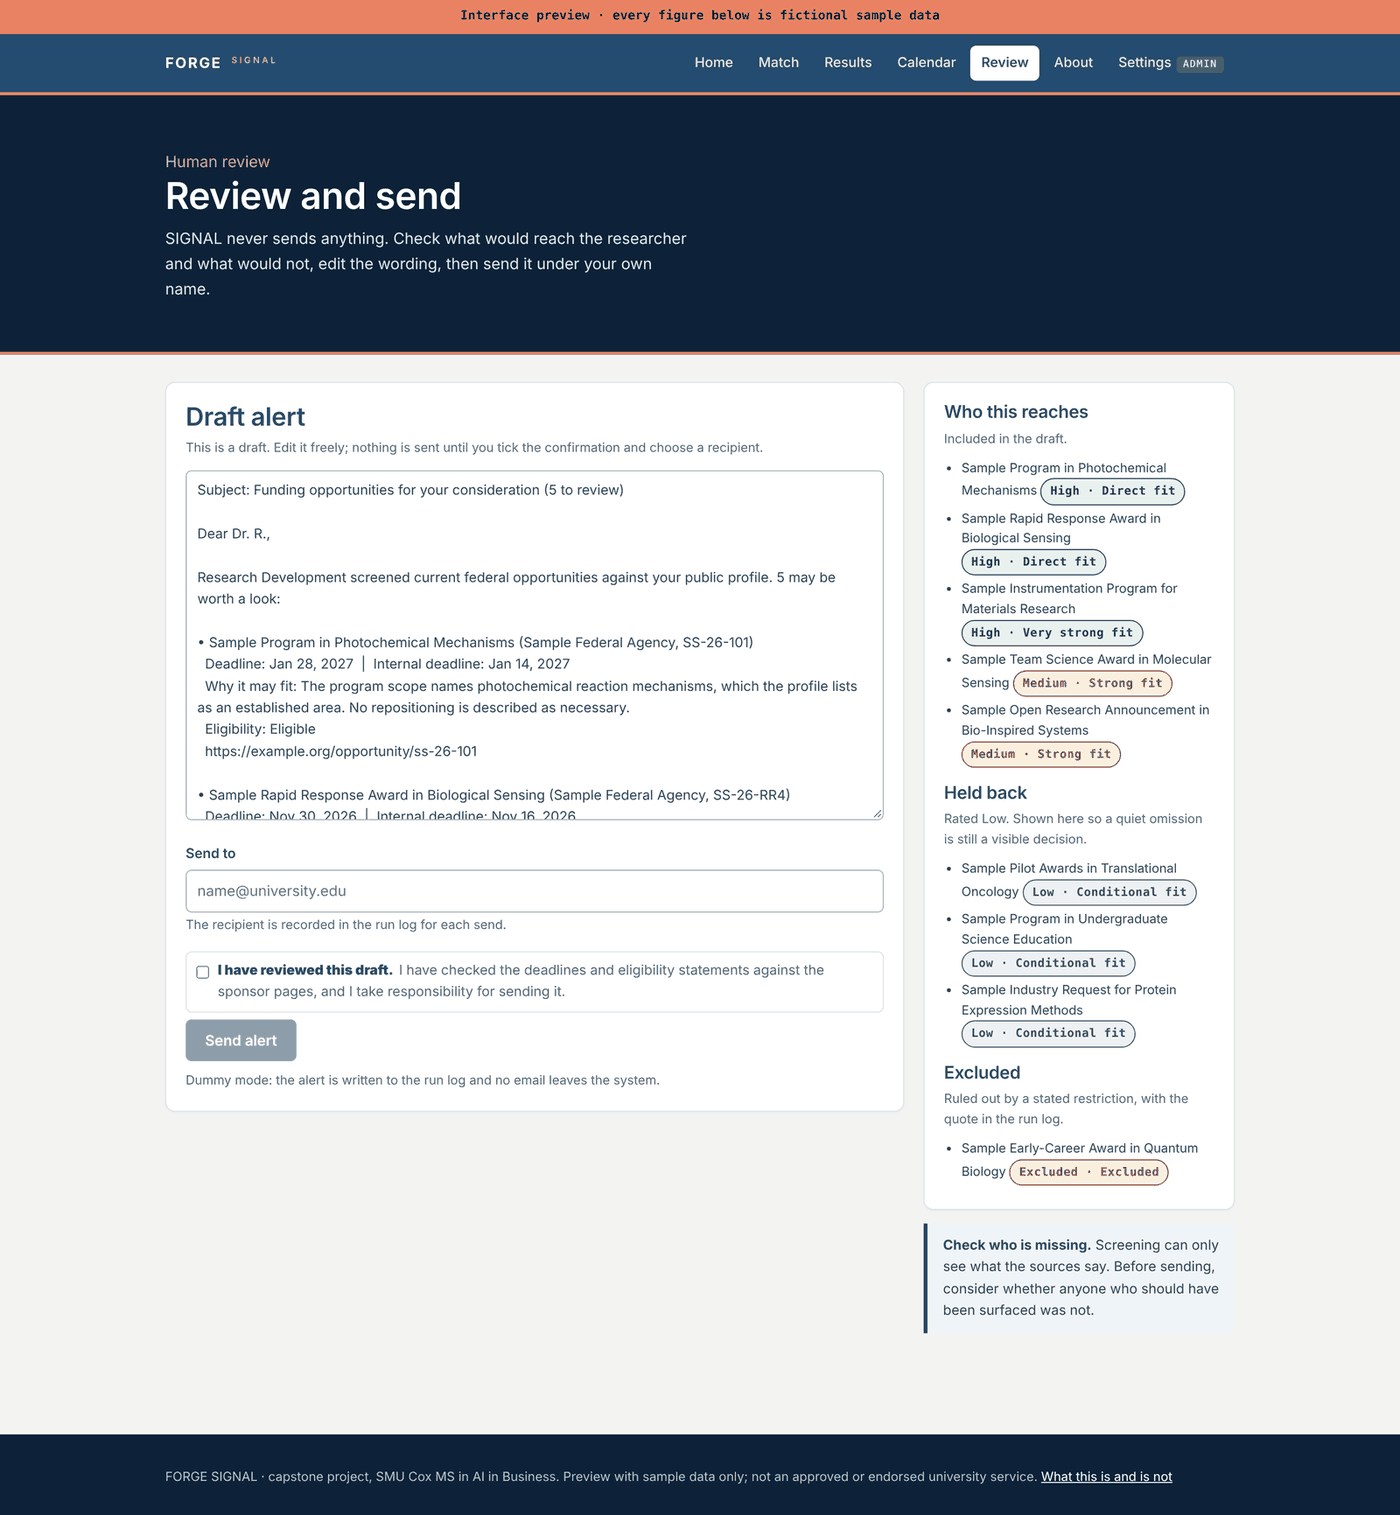 Interface preview · every figure below is fictional sample data
FORGE SIGNAL
Home Match Results Calendar Review About Settings ADMIN
Human review
Review and send
SIGNAL never sends anything. Check what would reach the researcher
and what would not, edit the wording, then send it under your own
name.
Draft alert
This is a draft. Edit it freely; nothing is sent until you tick the confirmation and choose a recipient.
Subject: Funding opportunities for your consideration (5 to review)
Dear Dr. R.,
Research Development screened current federal opportunities against your public profile. 5 may be
worth a look:
• Sample Program in Photochemical Mechanisms (Sample Federal Agency, SS-26-101)
Deadline: Jan 28, 2027 | Internal deadline: Jan 14, 2027
Why it may fit: The program scope names photochemical reaction mechanisms, which the profile lists
as an established area. No repositioning is described as necessary.
Eligibility: Eligible
https://example.org/opportunity/ss-26-101
• Sample Rapid Response Award in Biological Sensing (Sample Federal Agency, SS-26-RR4)
Deadline: Nov 30, 2026 | Internal deadline: Nov 16, 2026
Send to
name@university.edu
The recipient is recorded in the run log for each send.
I have reviewed this draft. I have checked the deadlines and eligibility statements against the
sponsor pages, and I take responsibility for sending it.
Send alert
Dummy mode: the alert is written to the run log and no email leaves the system.
Who this reaches
Included in the draft.
• Sample Program in Photochemical
Mechanisms High · Direct fit
• Sample Rapid Response Award in
Biological Sensing
High · Direct fit
• Sample Instrumentation Program for
Materials Research
High · Very strong fit
• Sample Team Science Award in Molecular
Sensing Medium · Strong fit
• Sample Open Research Announcement in
Bio-Inspired Systems
Medium · Strong fit
Held back
Rated Low. Shown here so a quiet omission
is still a visible decision.
• Sample Pilot Awards in Translational
Oncology Low · Conditional fit
• Sample Program in Undergraduate
Science Education
Low · Conditional fit
• Sample Industry Request for Protein
Expression Methods
Low · Conditional fit
Excluded
Ruled out by a stated restriction, with the
quote in the run log.
• Sample Early-Career Award in Quantum
Biology Excluded · Excluded
Check who is missing. Screening can only
see what the sources say. Before sending,
consider whether anyone who should have
been surfaced was not.
FORGE SIGNAL · capstone project, SMU Cox MS in AI in Business. Preview with sample data only; not an approved or endorsed university service. What this is and is not